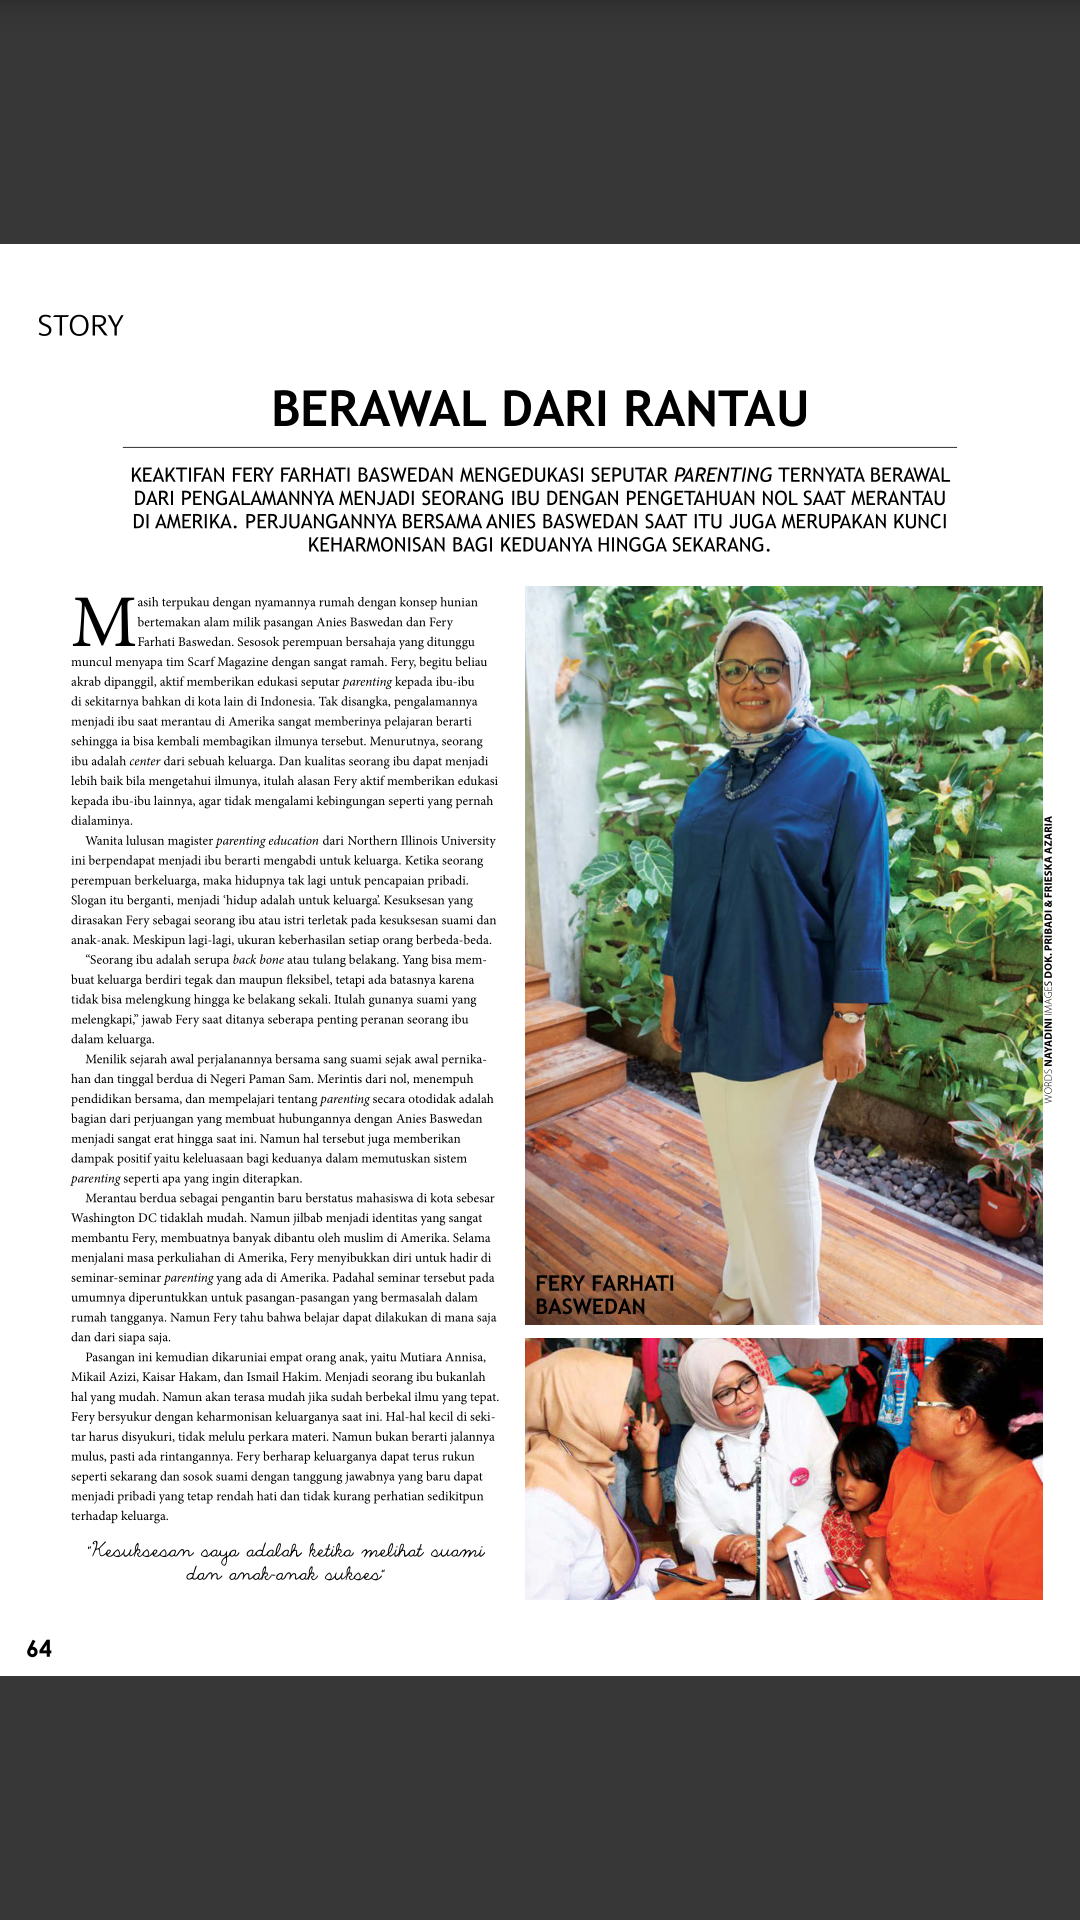 STORY
BERAWAL DARI RANTAU
KEAKTIFAN FERY FARHATI BASWEDAN MENGEDUKASI SEPUTAR PARENTING TERNYATA BERAWAL
DARI PENGALAMANNYA MENJADI SEORANG IBU DENGAN PENGETAHUAN NOL SAAT MERANTAU
DI AMERIKA. PERJUANGANNYA BERSAMA ANIES BASWEDAN SAAT ITU JUGA MERUPAKAN KUNCI
KEHARMONISAN BAGI KEDUANYA HINGGA SEKARANG.
Masih terpukau dengan nyamannya rumah dengan konsep hunian
bertemakan alam milik pasangan Anies Baswedan dan Fery
Farhati Baswedan. Sesosok perempuan bersahaja yang ditunggu
muncul menyapa tim Scarf Magazine dengan sangat ramah. Fery, begitu beliau
akrab dipanggil, aktif memberikan edukasi seputar parenting kepada ibu-ibu
di sekitarnya bahkan di kota lain di Indonesia. Tak disangka, pengalamannya
menjadi ibu saat merantau di Amerika sangat memberinya pelajaran berarti
sehingga ia bisa kembali membagikan ilmunya tersebut. Menurutnya, seorang
ibu adalah center dari sebuah keluarga. Dan kualitas seorang ibu dapat menjadi
lebih baik bila mengetahui ilmunya, itulah alasan Fery aktif memberikan edukasi
kepada ibu-ibu lainnya, agar tidak mengalami kebingungan seperti yang pernah
dialaminya.
Wanita lulusan magister parenting education dari Northern Illinois University
ini berpendapat menjadi ibu berarti mengabdi untuk keluarga. Ketika seorang
perempuan berkeluarga, maka hidupnya tak lagi untuk pencapaian pribadi.
Slogan itu berganti, menjadi ‘hidup adalah untuk keluarga’. Kesuksesan yang
dirasakan Fery sebagai seorang ibu atau istri terletak pada kesuksesan suami dan
anak-anak. Meskipun lagi-lagi, ukuran keberhasilan setiap orang berbeda-beda.
“Seorang ibu adalah serupa back bone atau tulang belakang. Yang bisa mem-
buat keluarga berdiri tegak dan maupun fleksibel, tetapi ada batasnya karena
tidak bisa melengkung hingga ke belakang sekali. Itulah gunanya suami yang
melengkapi,” jawab Fery saat ditanya seberapa penting peranan seorang ibu
dalam keluarga.
Menilik sejarah awal perjalanannya bersama sang suami sejak awal pernika-
han dan tinggal berdua di Negeri Paman Sam. Merintis dari nol, menempuh
pendidikan bersama, dan mempelajari tentang parenting secara otodidak adalah
bagian dari perjuangan yang membuat hubungannya dengan Anies Baswedan
menjadi sangat erat hingga saat ini. Namun hal tersebut juga memberikan
dampak positif yaitu keleluasaan bagi keduanya dalam memutuskan sistem
parenting seperti apa yang ingin diterapkan.
Merantau berdua sebagai pengantin baru berstatus mahasiswa di kota sebesar
Washington DC tidaklah mudah. Namun jilbab menjadi identitas yang sangat
membantu Fery, membuatnya banyak dibantu oleh muslim di Amerika. Selama
menjalani masa perkuliahan di Amerika, Fery menyibukkan diri untuk hadir di
seminar-seminar parenting yang ada di Amerika. Padahal seminar tersebut pada
umumnya diperuntukkan untuk pasangan-pasangan yang bermasalah dalam
rumah tangganya. Namun Fery tahu bahwa belajar dapat dilakukan di mana saja
dan dari siapa saja.
Pasangan ini kemudian dikaruniai empat orang anak, yaitu Mutiara Annisa,
Mikail Azizi, Kaisar Hakam, dan Ismail Hakim. Menjadi seorang ibu bukanlah
hal yang mudah. Namun akan terasa mudah jika sudah berbekal ilmu yang tepat.
Fery bersyukur dengan keharmonisan keluarganya saat ini. Hal-hal kecil di seki-
tar harus disyukuri, tidak melulu perkara materi. Namun bukan berarti jalannya
mulus, pasti ada rintangannya. Fery berharap keluarganya dapat terus rukun
seperti sekarang dan sosok suami dengan tanggung jawabnya yang baru dapat
menjadi pribadi yang tetap rendah hati dan tidak kurang perhatian sedikitpun
terhadap keluarga.
"Kesuksesan saya adalah ketika melihat suami
dan anak-anak sukses"
FERY FARHATI
BASWEDAN
WORDS NAYADINI IMAGES DOK. PRIBADI & FRIESKA AZARIA
64